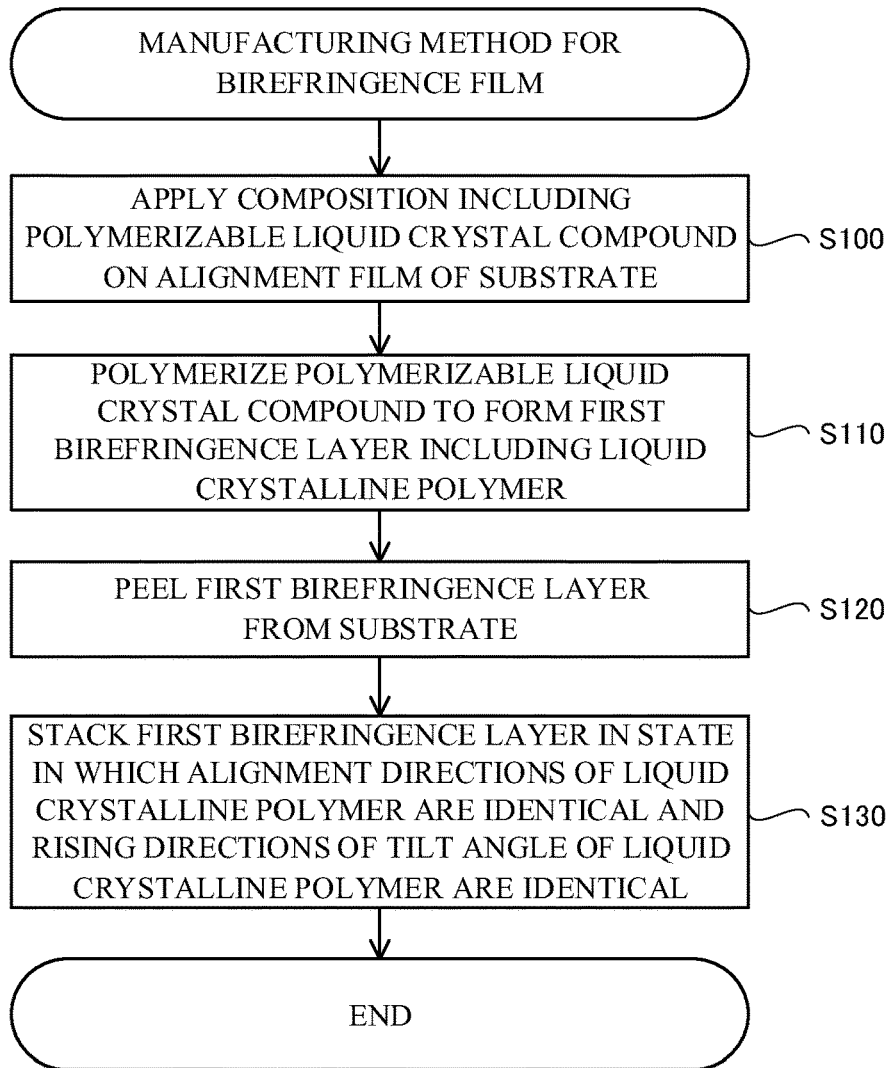 MANUFACTURING METHOD FOR
BIREFRINGENCE FILM
APPLY COMPOSITION INCLUDING
POLYMERIZABLE LIQUID CRYSTAL COMPOUND
ON ALIGNMENT FILM OF SUBSTRATE
S100
POLYMERIZE POLYMERIZABLE LIQUID
CRYSTAL COMPOUND TO FORM FIRST
BIREFRINGENCE LAYER INCLUDING LIQUID
CRYSTALLINE POLYMER
S110
PEEL FIRST BIREFRINGENCE LAYER
FROM SUBSTRATE
S120
STACK FIRST BIREFRINGENCE LAYER IN STATE
IN WHICH ALIGNMENT DIRECTIONS OF LIQUID
CRYSTALLINE POLYMER ARE IDENTICAL AND
RISING DIRECTIONS OF TILT ANGLE OF LIQUID
CRYSTALLINE POLYMER ARE IDENTICAL
S130
END